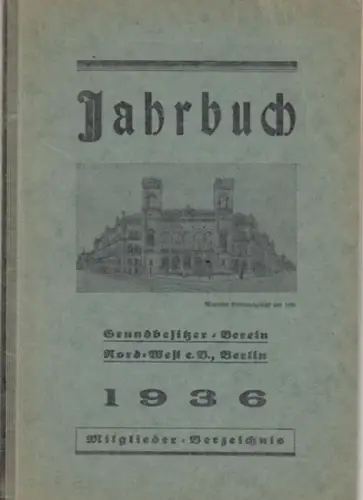 Jahrbuch
Grundbesitzer-Verein
Nord-West e.V., Berlin
1936
Mitglieder-Verzeichnis